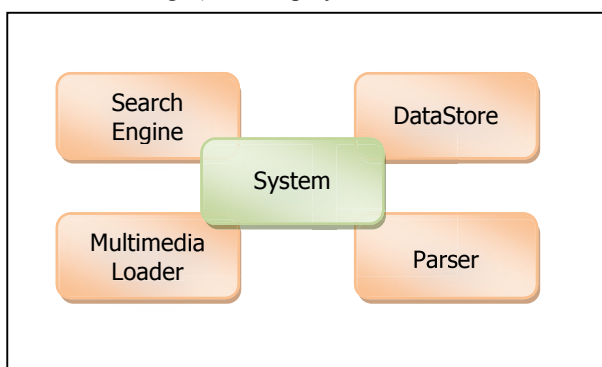 Search
Engine
DataStore
System
Multimedia
Loader
Parser